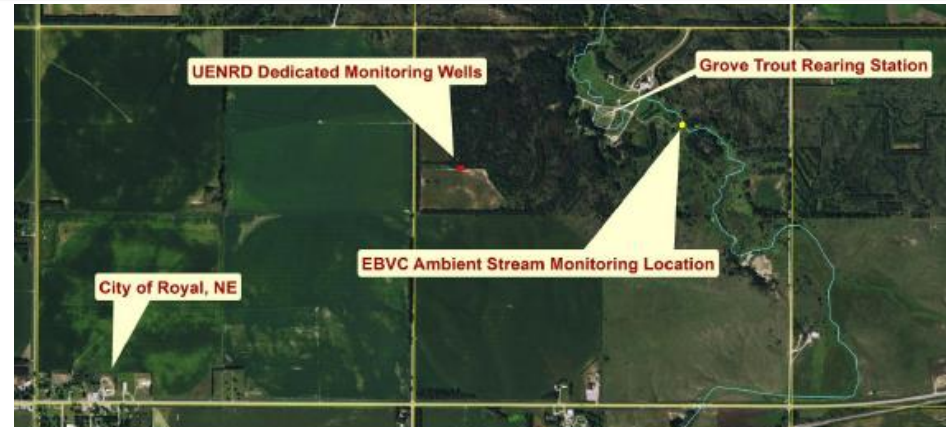 Grove Trout Rearing Station
UENRD Dedicated Monitoring Wells
EBVC Ambient Stream Monitoring Location
City of Royal, NE